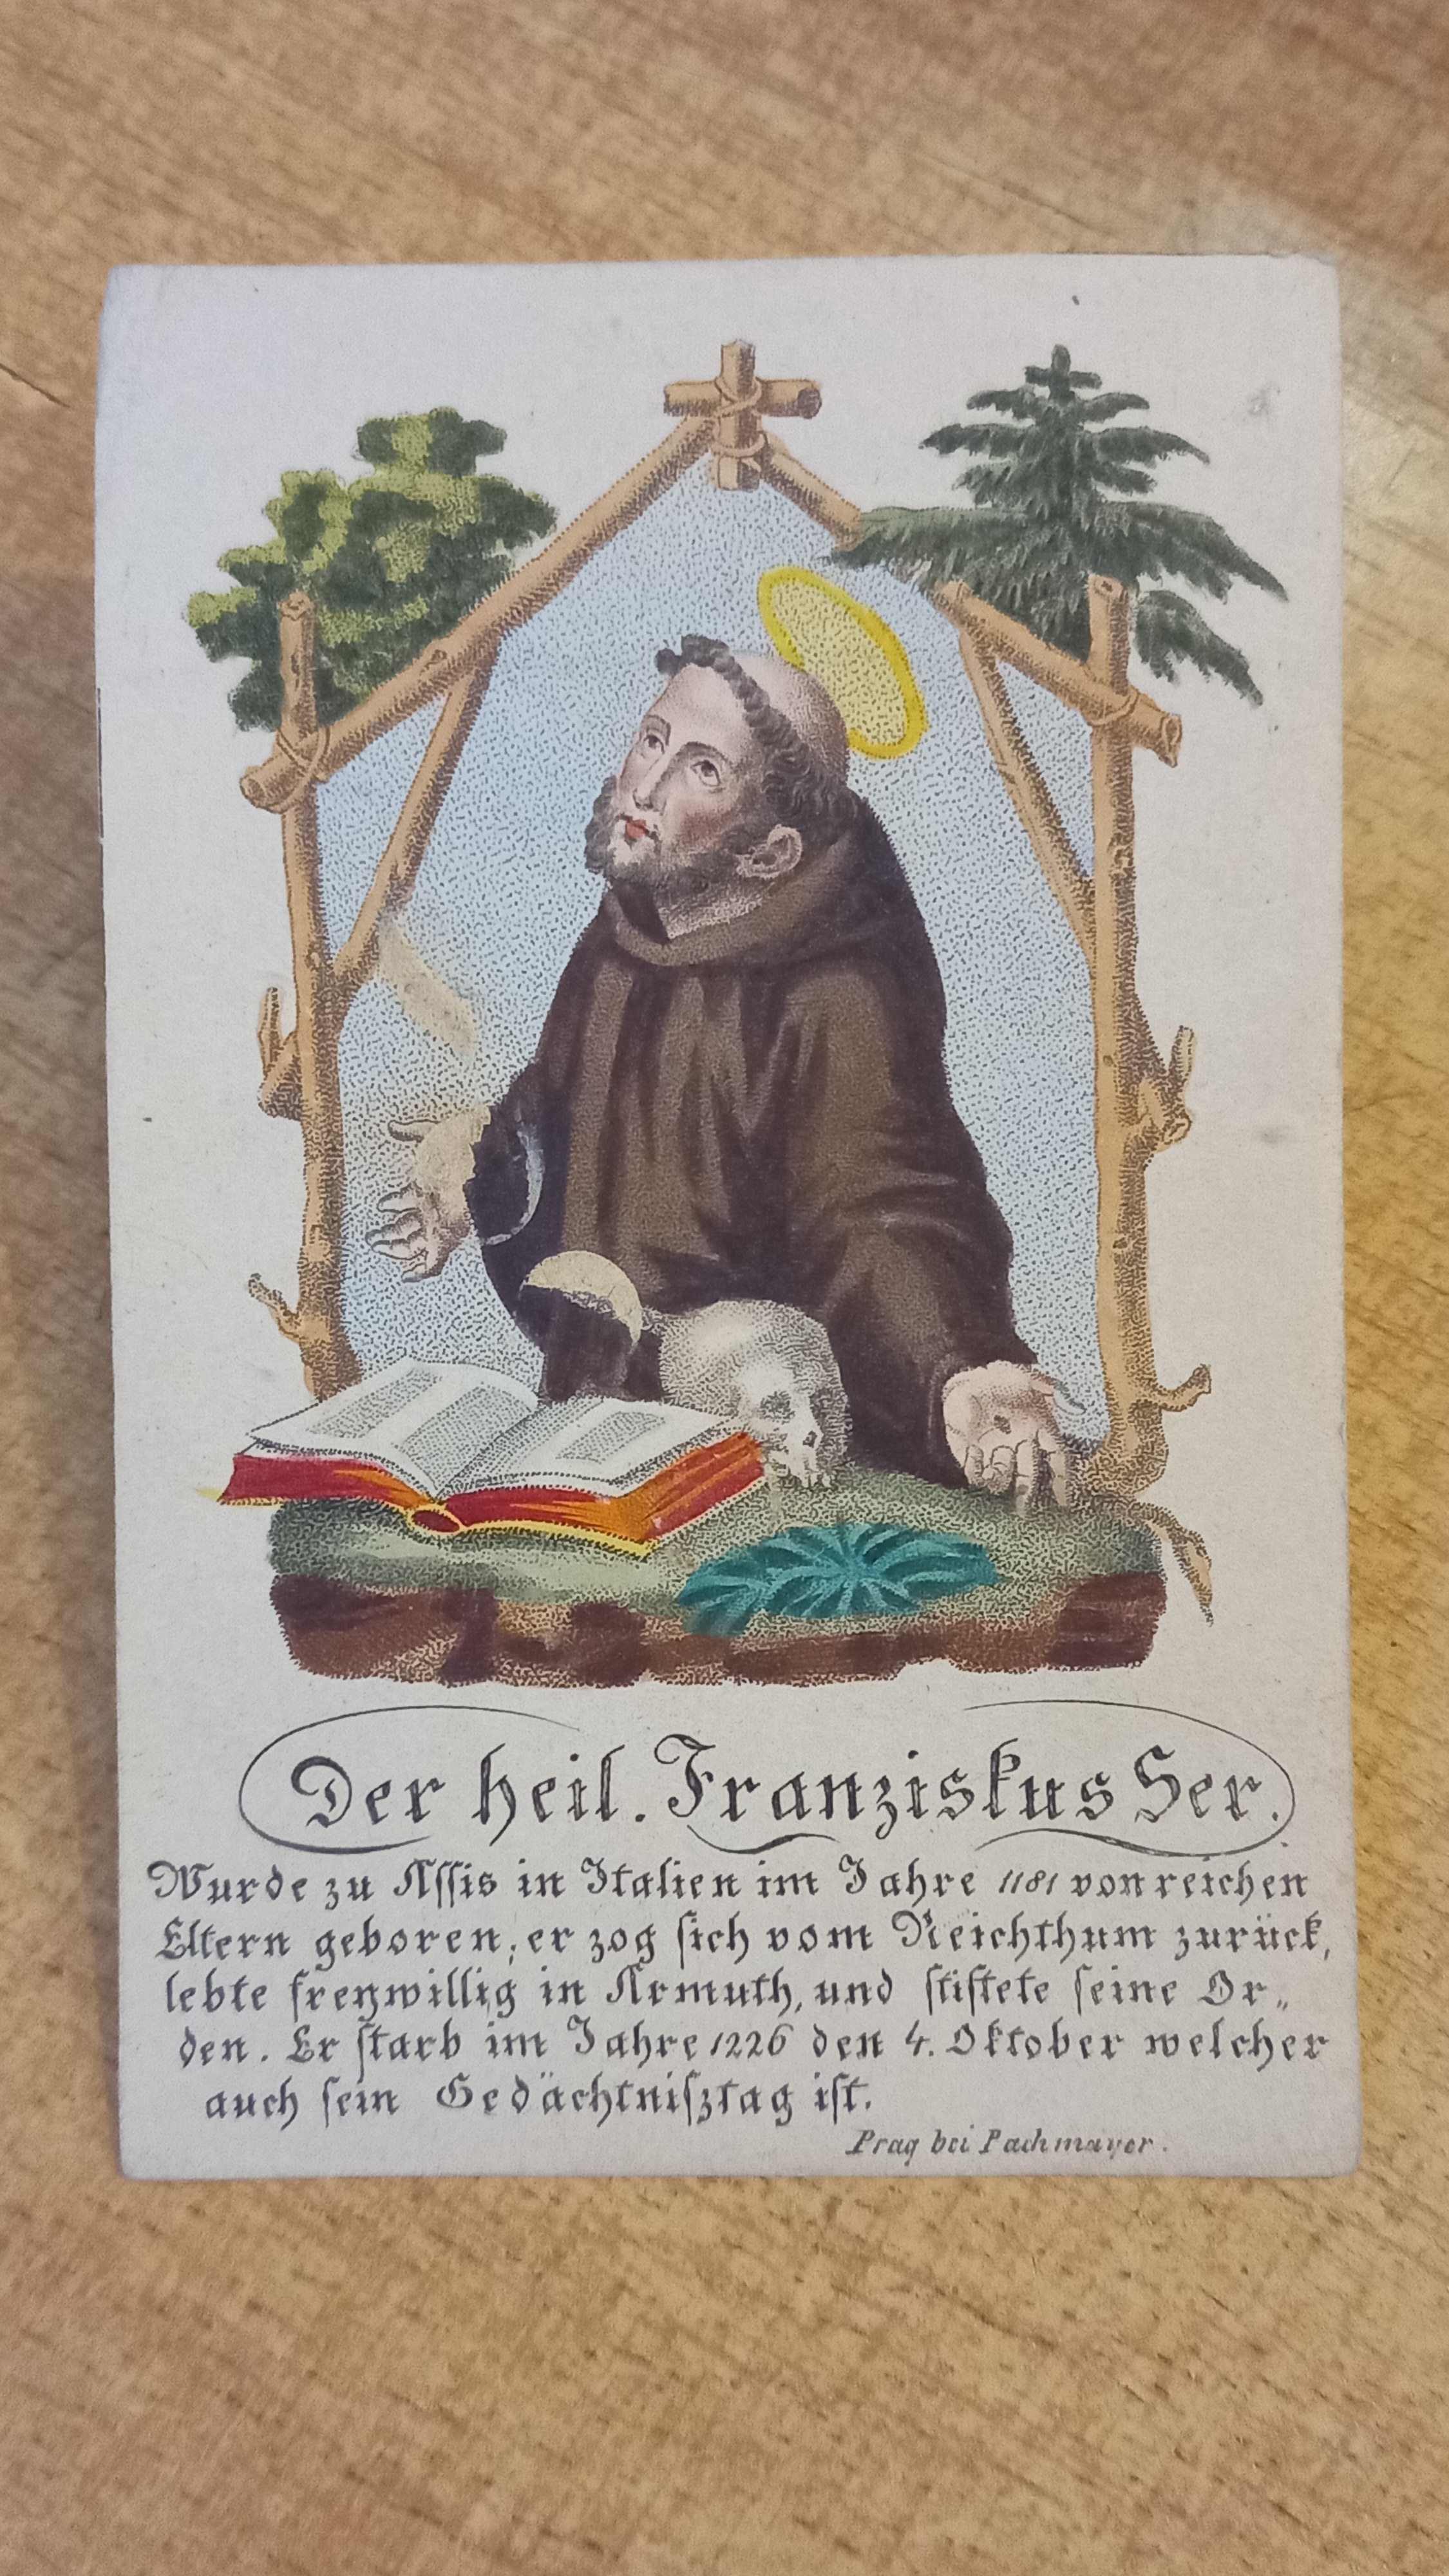 Der heil. Franziskus Ser.
Wurde zu Assis in Italien im Jahre 1181 von reichen
Eltern geboren; er zog sich vom Reichthum zurück,
lebte freywillig in Armuth, und stiftete seine Or„
den. Er starb im Jahre 1226 den 4. Oktober welcher
auch sein Gedächtnisztag ist.
Prag bei Pachmayer.